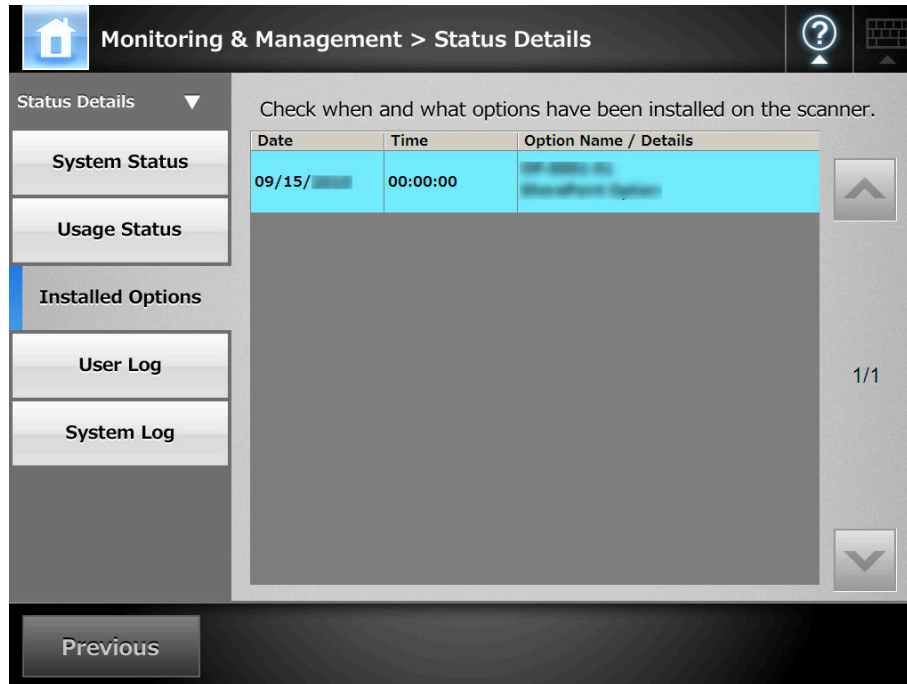 Monitoring & Management > Status Details
?
Status Details ▼
Check when and what options have been installed on the scanner.
Date Time Option Name / Details
System Status
09/15/ 00:00:00
Usage Status
Installed Options
User Log
1/1
System Log
Previous